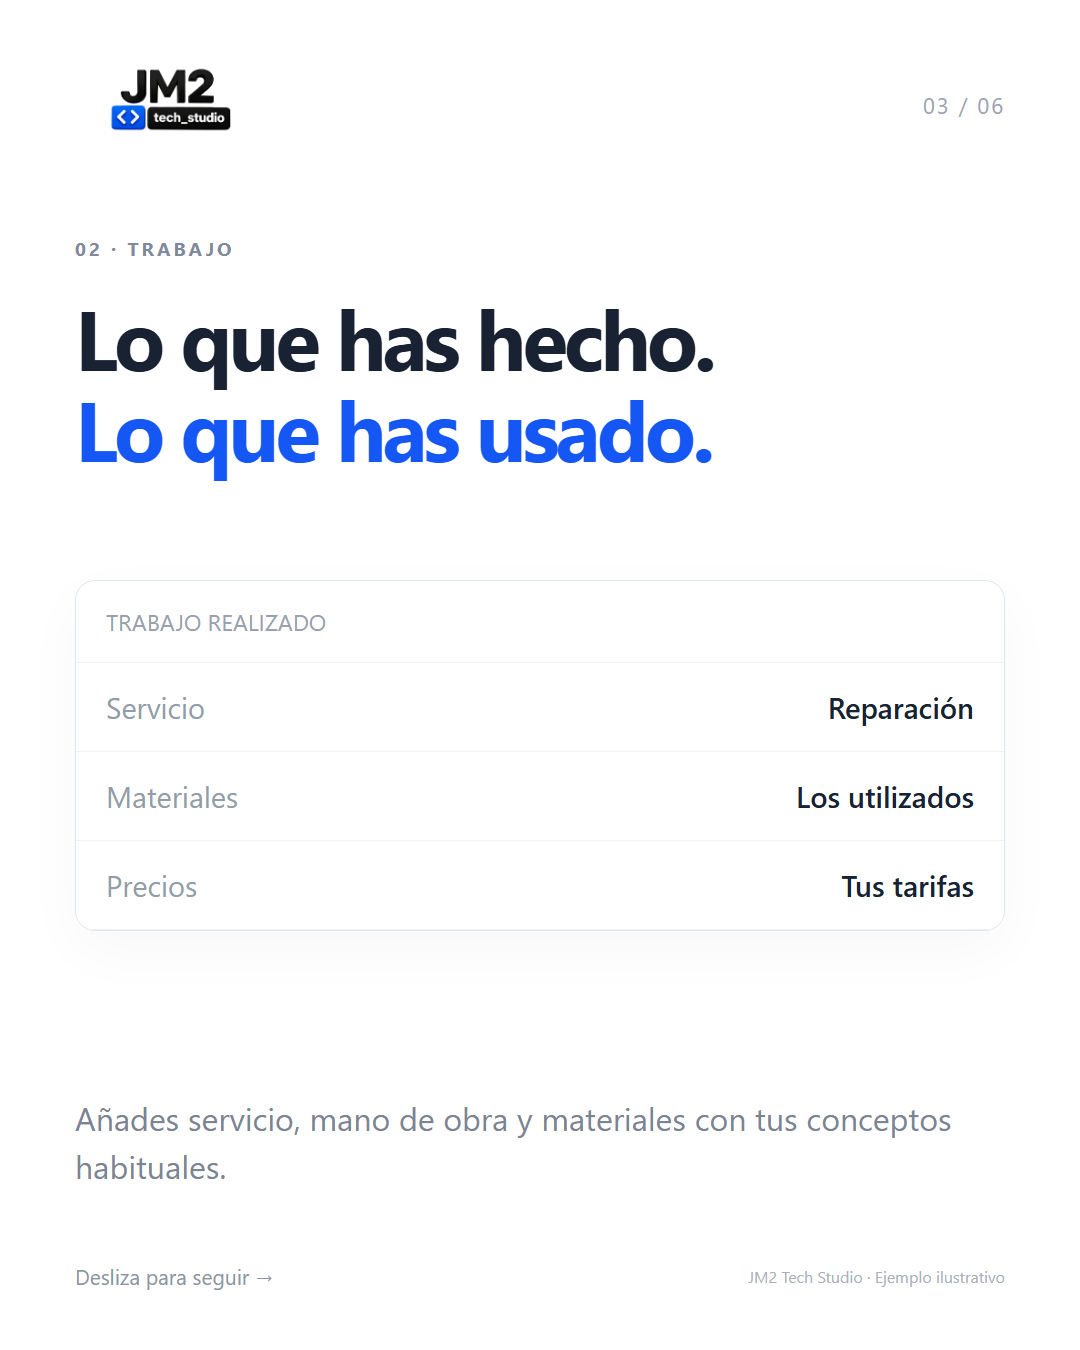 JM2
<> tech_studio
03 / 06
02 · TRABAJO
Lo que has hecho.
Lo que has usado.
TRABAJO REALIZADO
Servicio Reparación
Materiales Los utilizados
Precios Tus tarifas
Añades servicio, mano de obra y materiales con tus conceptos
habituales.
Desliza para seguir →
JM2 Tech Studio · Ejemplo ilustrativo